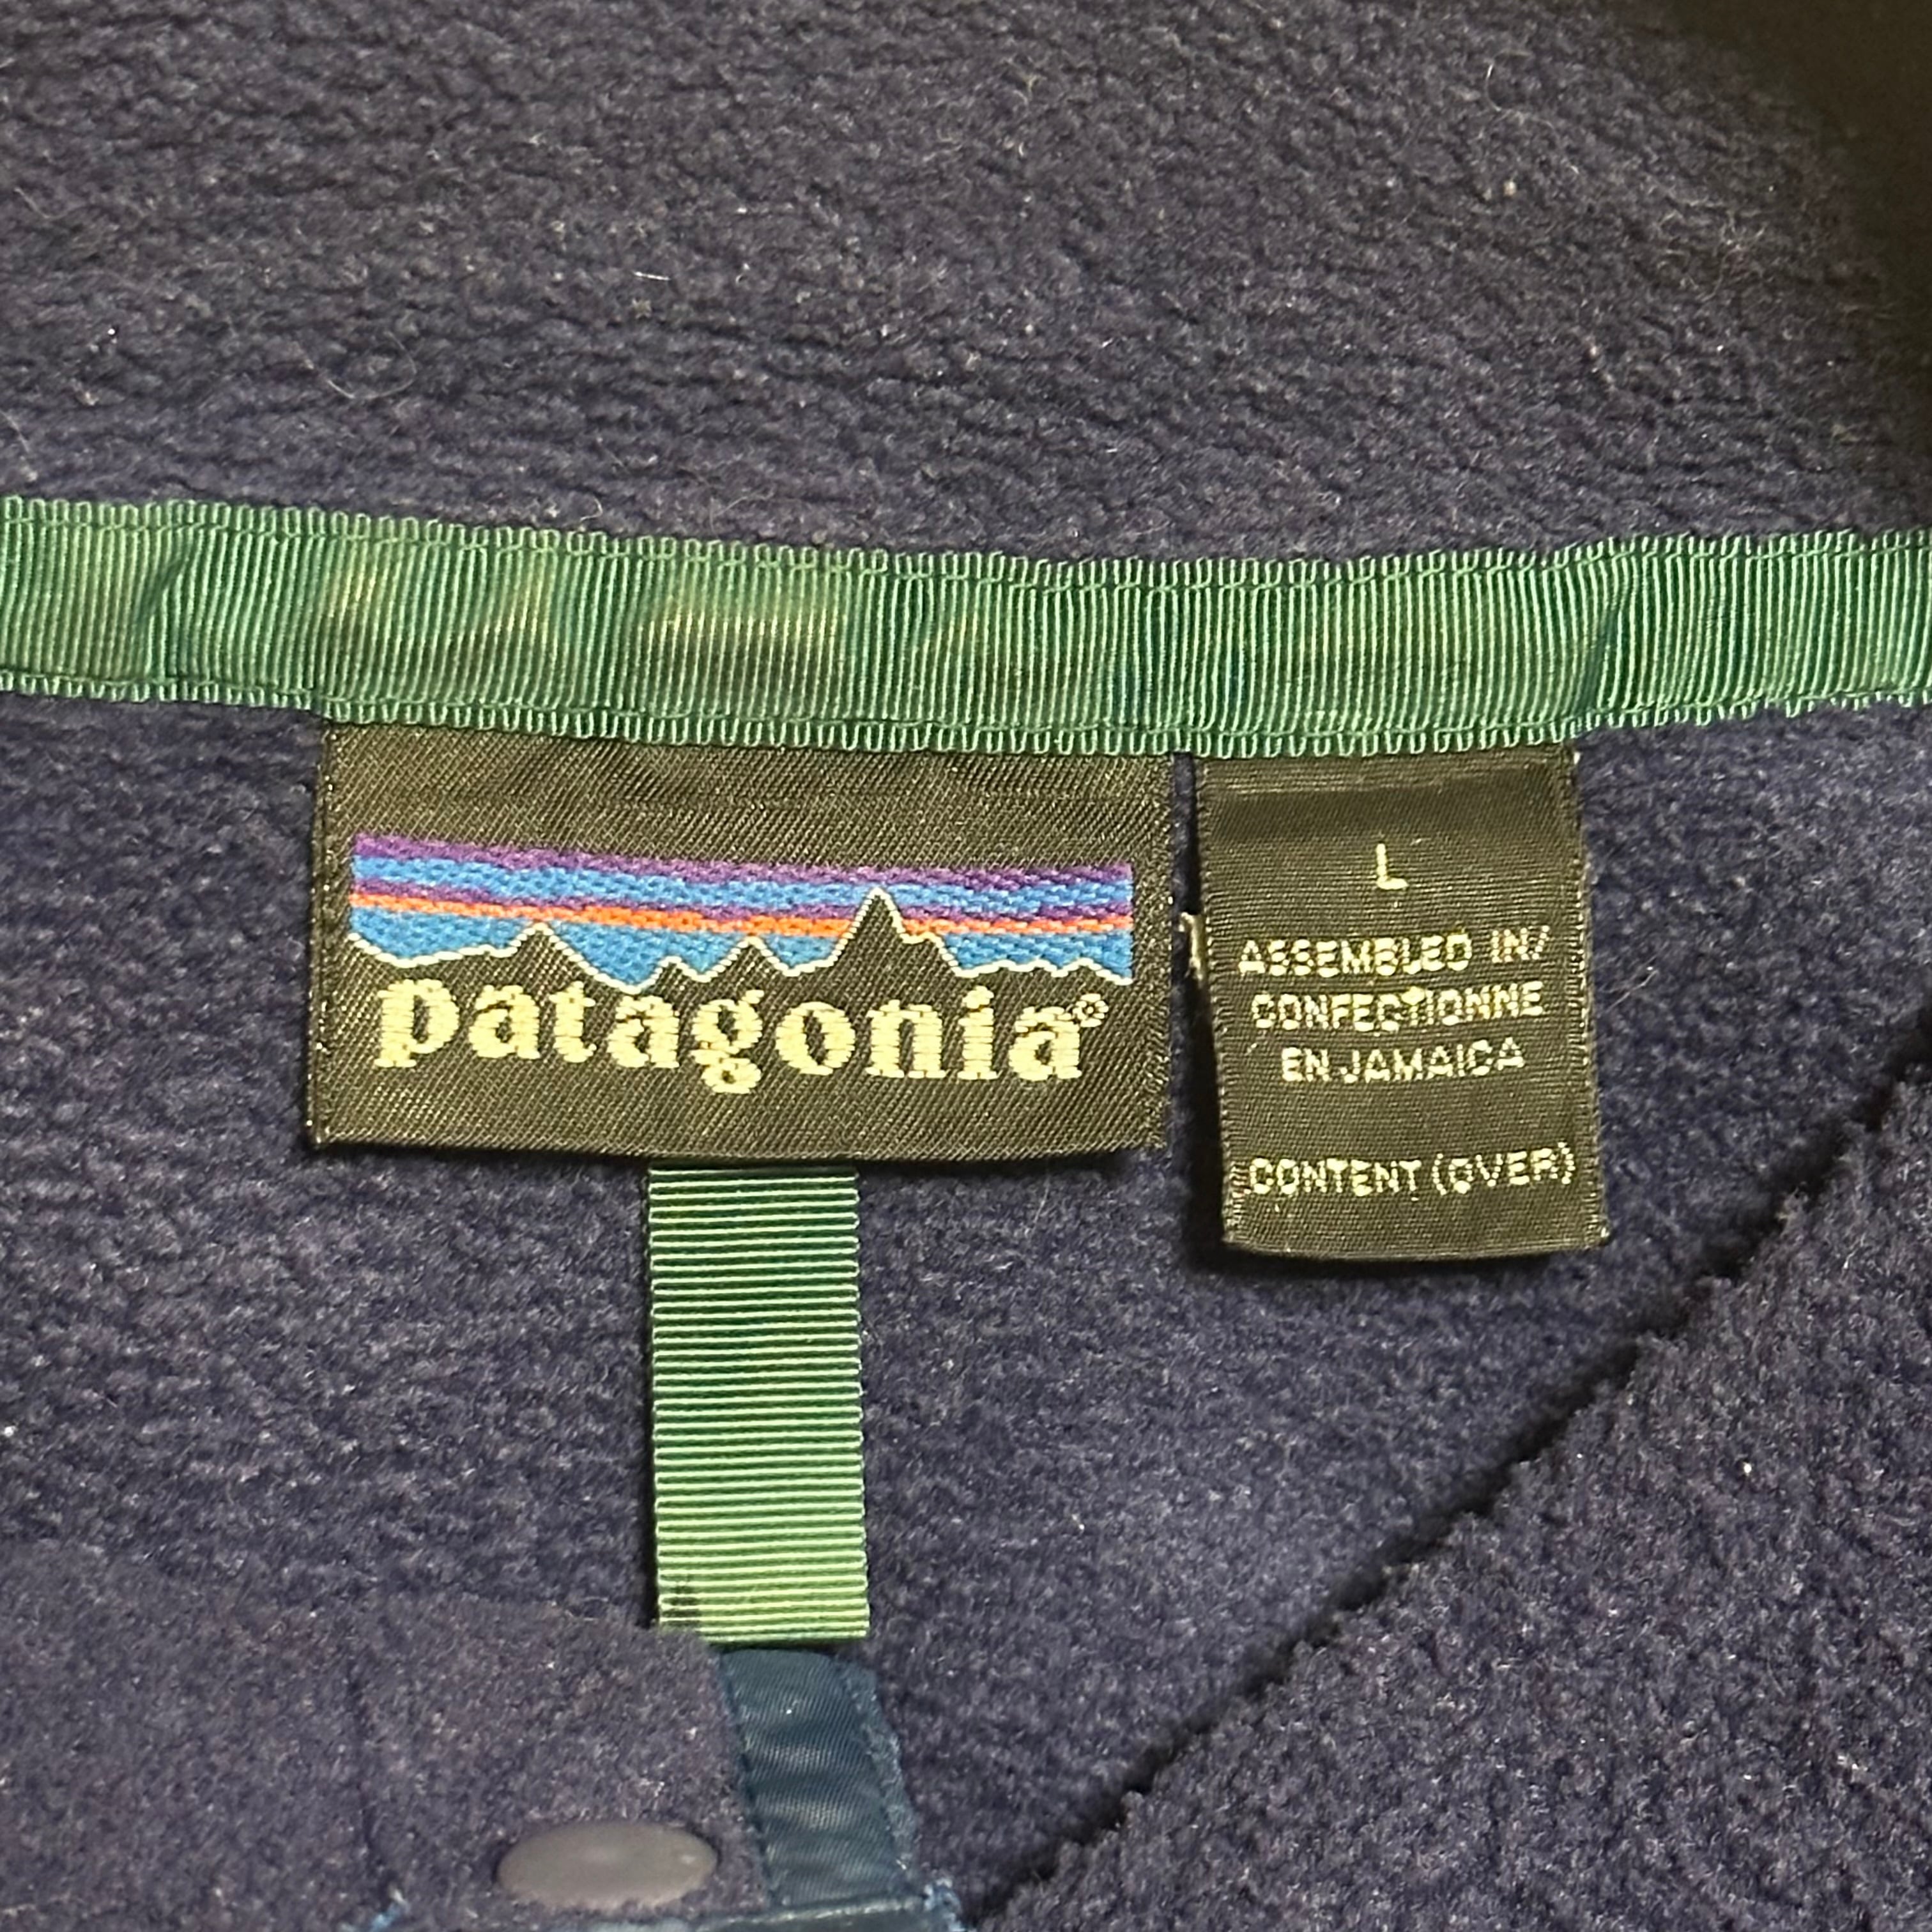 patagonia®
L
ASSEMBLED IN/
CONFECTIONNE
EN JAMAICA
CONTENT (OVER)